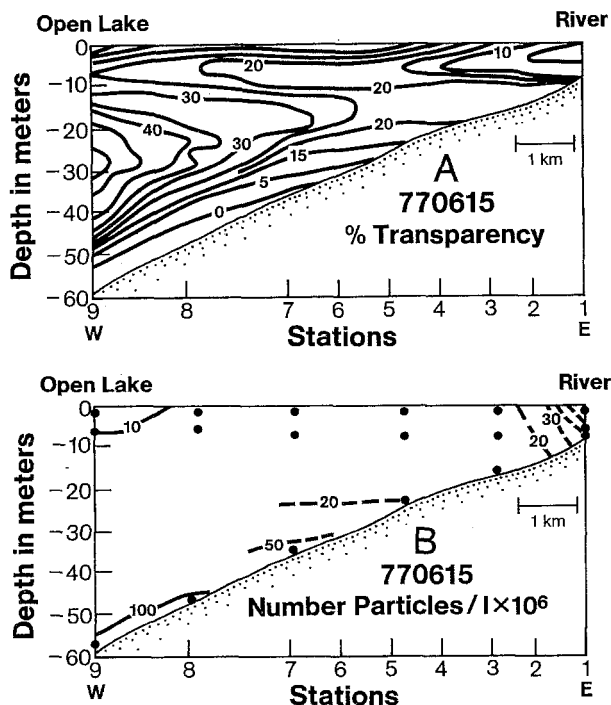 Open Lake River
0
-10
-20
-30
-40
-50
-60
Depth in meters
10
20
20
20
30
40
30
20
15
5
0
1 km
A
770615
% Transparency
9 8 7 6 5 4 3 2 1
W Stations E
Open Lake River
0
-10
-20
-30
-40
-50
-60
Depth in meters
10
30
20
20
50
100
1 km
B
770615
Number Particles / l×10⁶
9 8 7 6 5 4 3 2 1
W Stations E